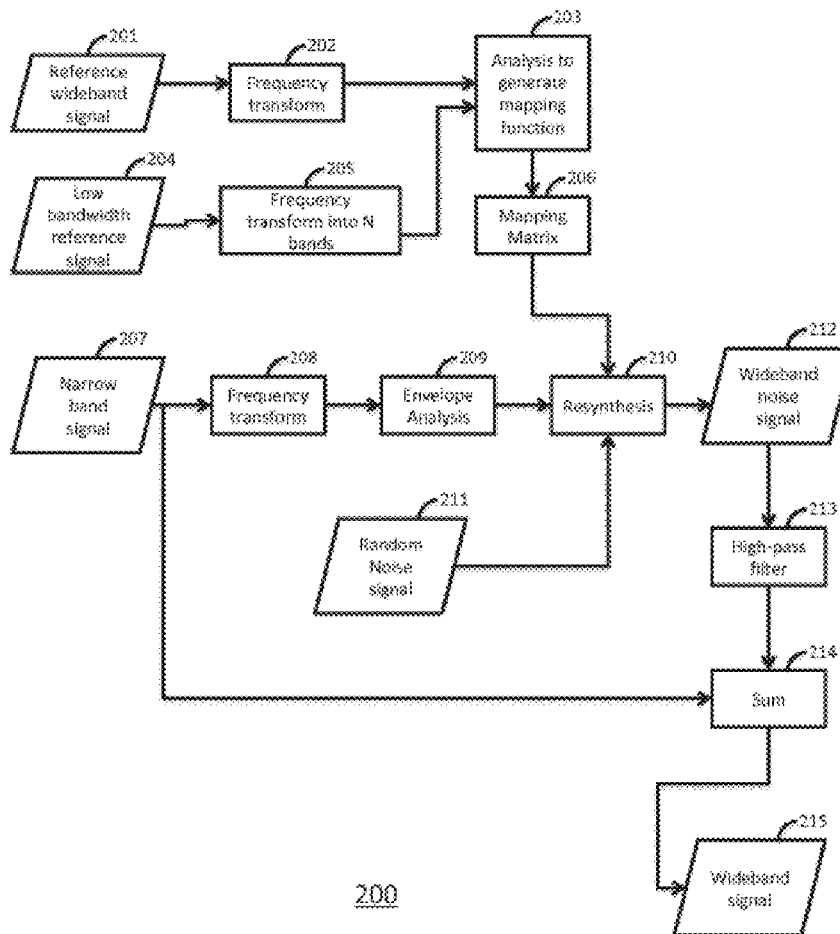 201
Reference
wideband
signal
202
Frequency
transform
203
Analysis to
generate
mapping
function
204
Low
bandwidth
reference
signal
205
Frequency
transform into N
bands
206
Mapping
Matrix
207
Narrow
band
signal
208
Frequency
transform
209
Envelope
Analysis
210
Resynthesis
212
Wideband
noise
signal
211
Random
Noise
signal
213
High-pass
filter
214
Sum
215
Wideband
signal
200